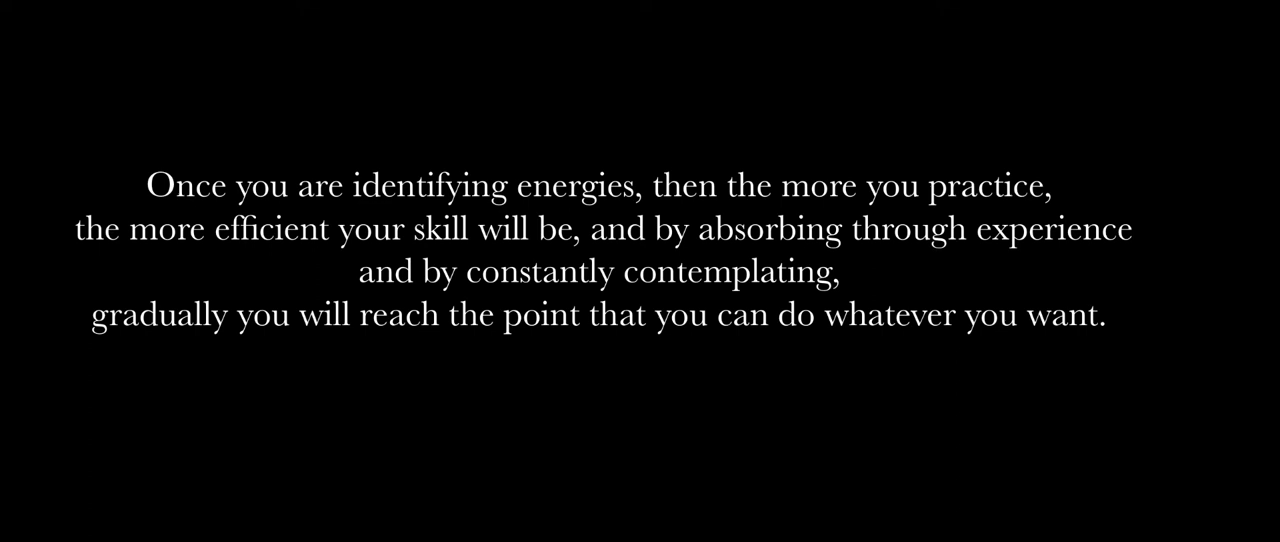 Once you are identifying energies, then the more you practice,
the more efficient your skill will be, and by absorbing through experience
and by constantly contemplating,
gradually you will reach the point that you can do whatever you want.